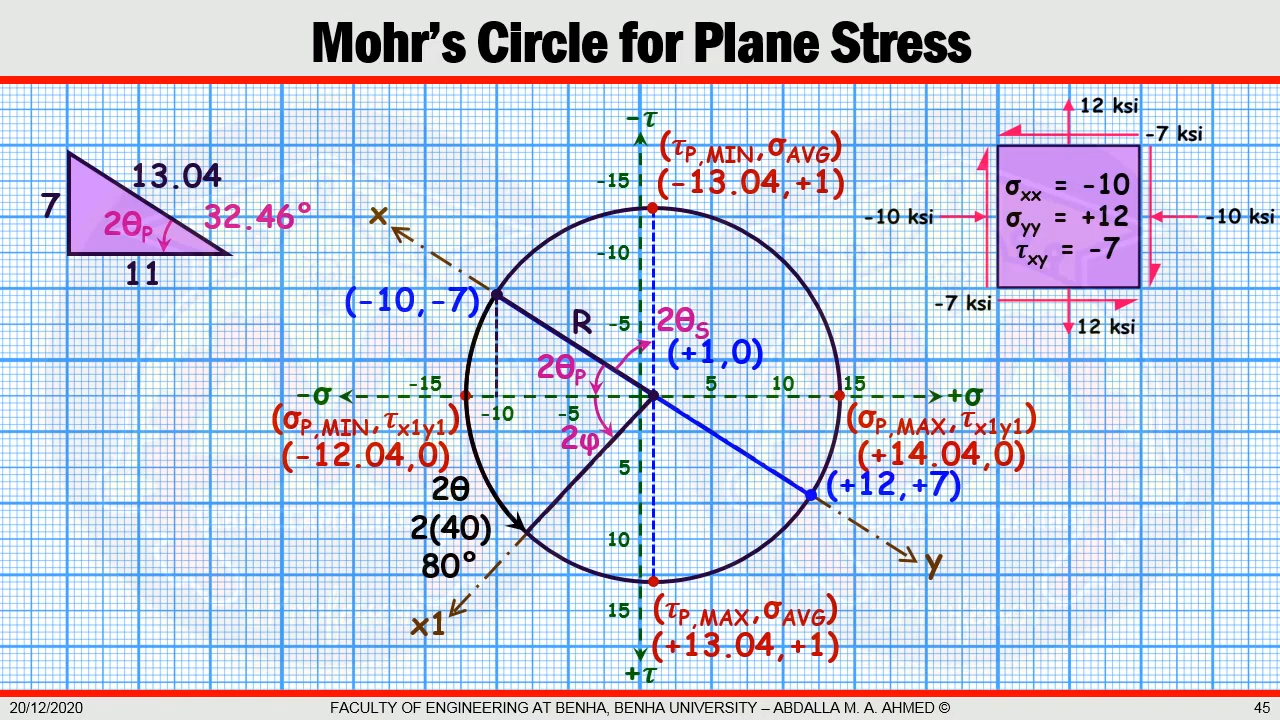 Mohr's Circle for Plane Stress
13.04
7
2θP
32.46°
11
−τ
(τP,MIN,σAVG)
(−13.04,+1)
-15
-10
-5
x
(−10,−7)
R
2θS
(+1,0)
2θP
2φ
−σ
-15
-10
-5
5
10
15
+σ
(σP,MIN,τx1y1)
(−12.04,0)
(σP,MAX,τx1y1)
(+14.04,0)
(+12,+7)
2θ
2(40)
80°
5
10
15
y
x1
(τP,MAX,σAVG)
(+13.04,+1)
+τ
12 ksi
-7 ksi
σxx = -10
σyy = +12
τxy = -7
-10 ksi
-10 ksi
-7 ksi
12 ksi
20/12/2020
FACULTY OF ENGINEERING AT BENHA, BENHA UNIVERSITY – ABDALLA M. A. AHMED ©
45